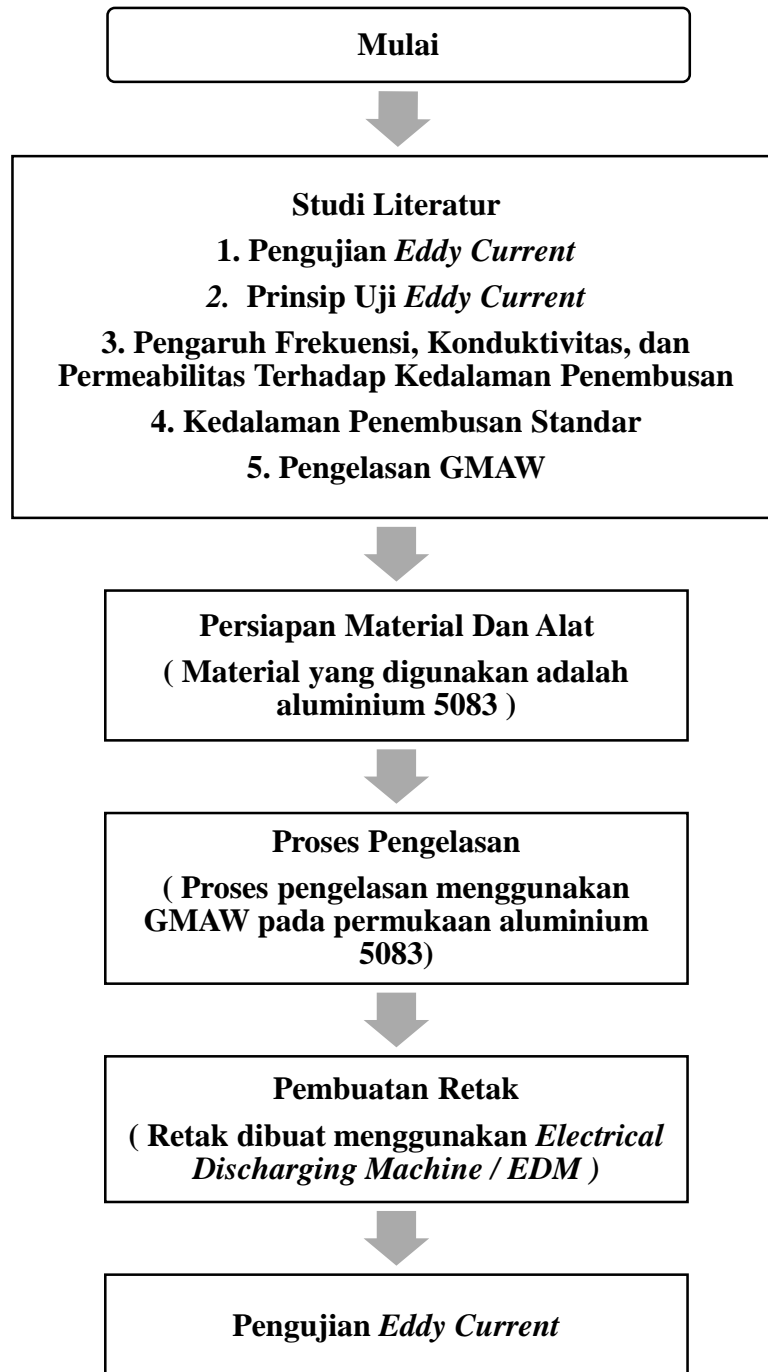 Mulai
Studi Literatur
1. Pengujian Eddy Current
2. Prinsip Uji Eddy Current
3. Pengaruh Frekuensi, Konduktivitas, dan
Permeabilitas Terhadap Kedalaman Penembusan
4. Kedalaman Penembusan Standar
5. Pengelasan GMAW
Persiapan Material Dan Alat
( Material yang digunakan adalah
aluminium 5083 )
Proses Pengelasan
( Proses pengelasan menggunakan
GMAW pada permukaan aluminium
5083)
Pembuatan Retak
( Retak dibuat menggunakan Electrical
Discharging Machine / EDM )
Pengujian Eddy Current